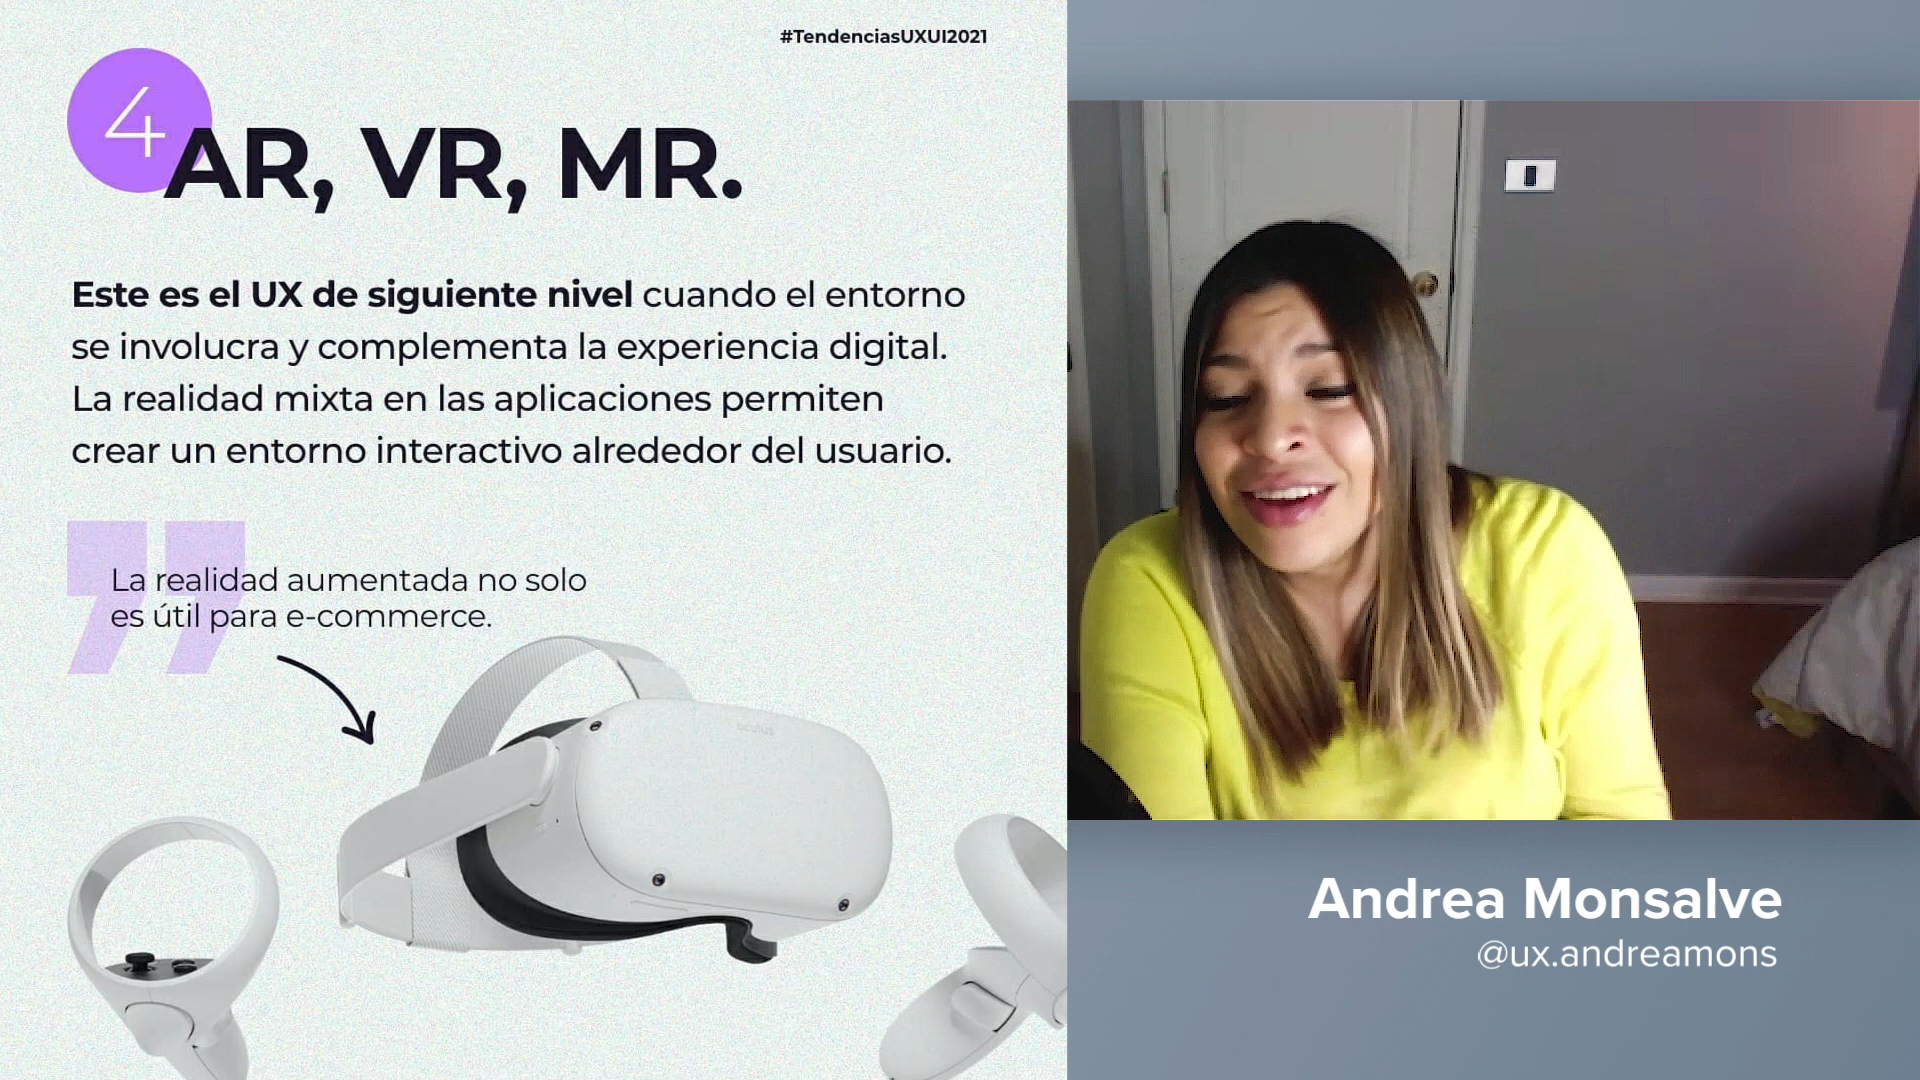 #TendenciasUXUI2021
4
AR, VR, MR.
Este es el UX de siguiente nivel cuando el entorno
se involucra y complementa la experiencia digital.
La realidad mixta en las aplicaciones permiten
crear un entorno interactivo alrededor del usuario.
La realidad aumentada no solo
es útil para e-commerce.
oculus
Andrea Monsalve
@ux.andreamons